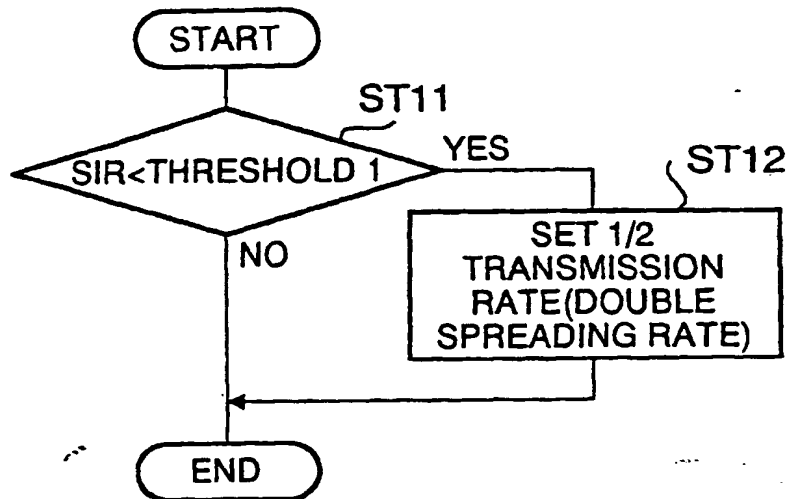 START
ST11
SIR<THRESHOLD 1
YES
ST12
NO
SET 1/2
TRANSMISSION
RATE(DOUBLE
SPREADING RATE)
END